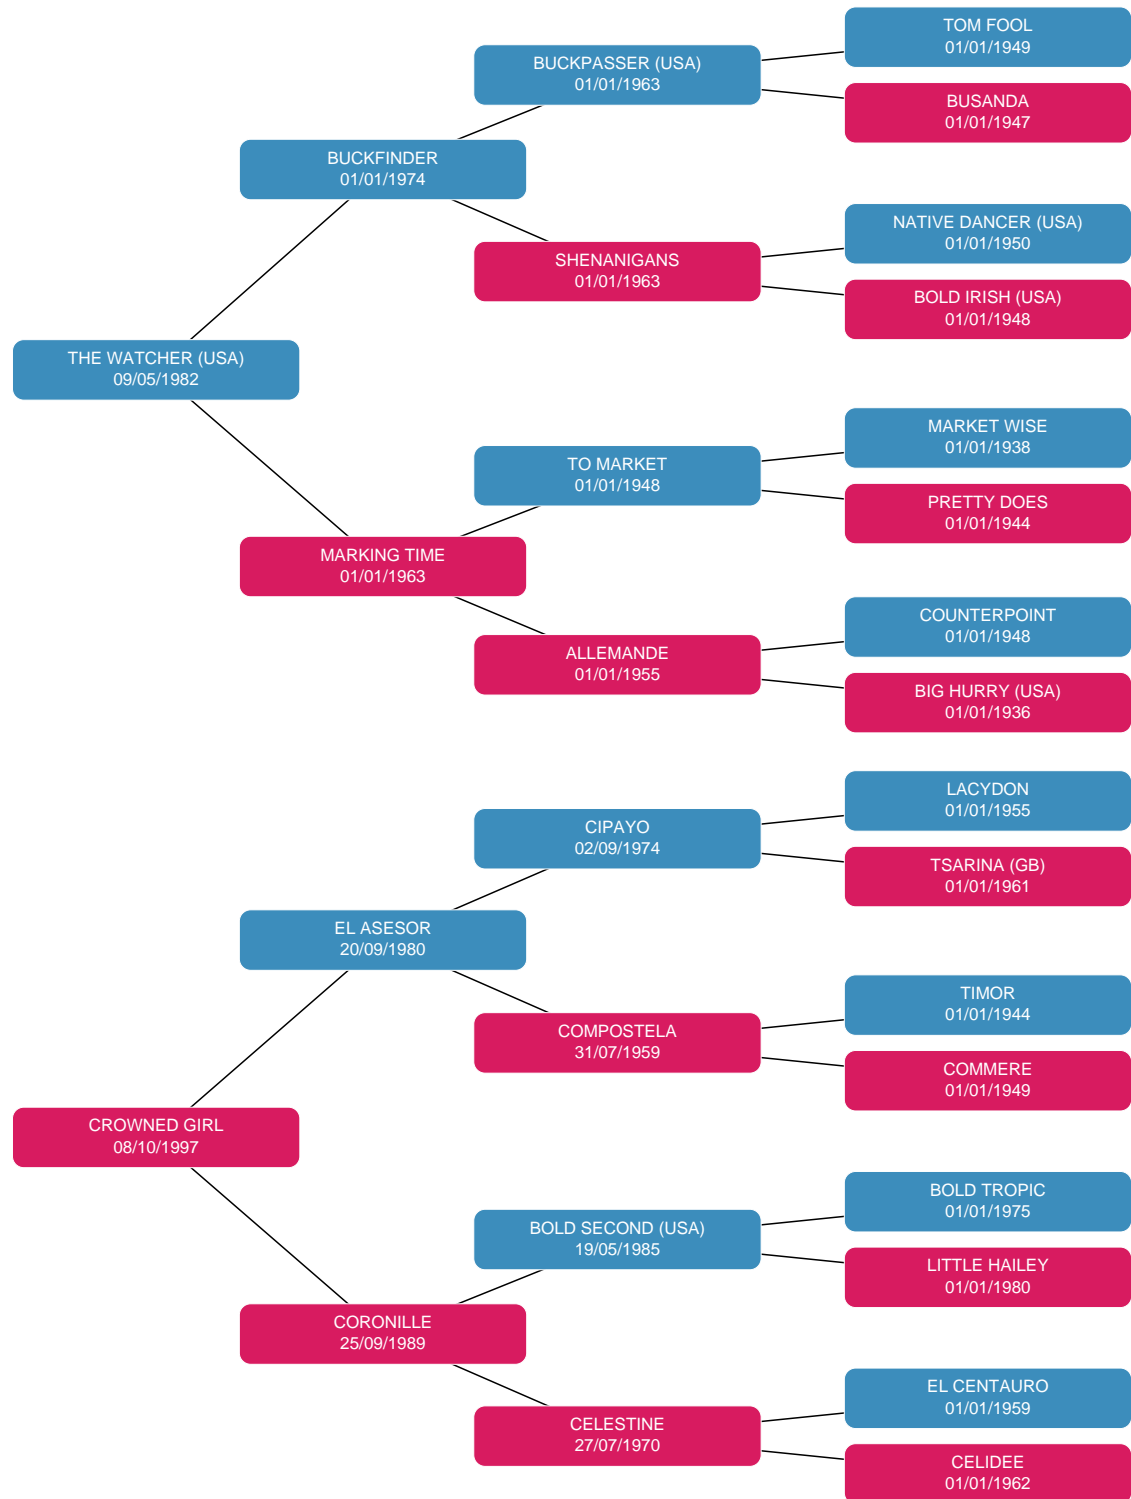 TOM FOOL
01/01/1949
BUCKPASSER (USA)
01/01/1963
BUSANDA
01/01/1947
BUCKFINDER
01/01/1974
NATIVE DANCER (USA)
01/01/1950
SHENANIGANS
01/01/1963
BOLD IRISH (USA)
01/01/1948
THE WATCHER (USA)
09/05/1982
MARKET WISE
01/01/1938
TO MARKET
01/01/1948
PRETTY DOES
01/01/1944
MARKING TIME
01/01/1963
COUNTERPOINT
01/01/1948
ALLEMANDE
01/01/1955
BIG HURRY (USA)
01/01/1936
LACYDON
01/01/1955
CIPAYO
02/09/1974
TSARINA (GB)
01/01/1961
EL ASESOR
20/09/1980
TIMOR
01/01/1944
COMPOSTELA
31/07/1959
COMMERE
01/01/1949
CROWNED GIRL
08/10/1997
BOLD TROPIC
01/01/1975
BOLD SECOND (USA)
19/05/1985
LITTLE HAILEY
01/01/1980
CORONILLE
25/09/1989
EL CENTAURO
01/01/1959
CELESTINE
27/07/1970
CELIDEE
01/01/1962